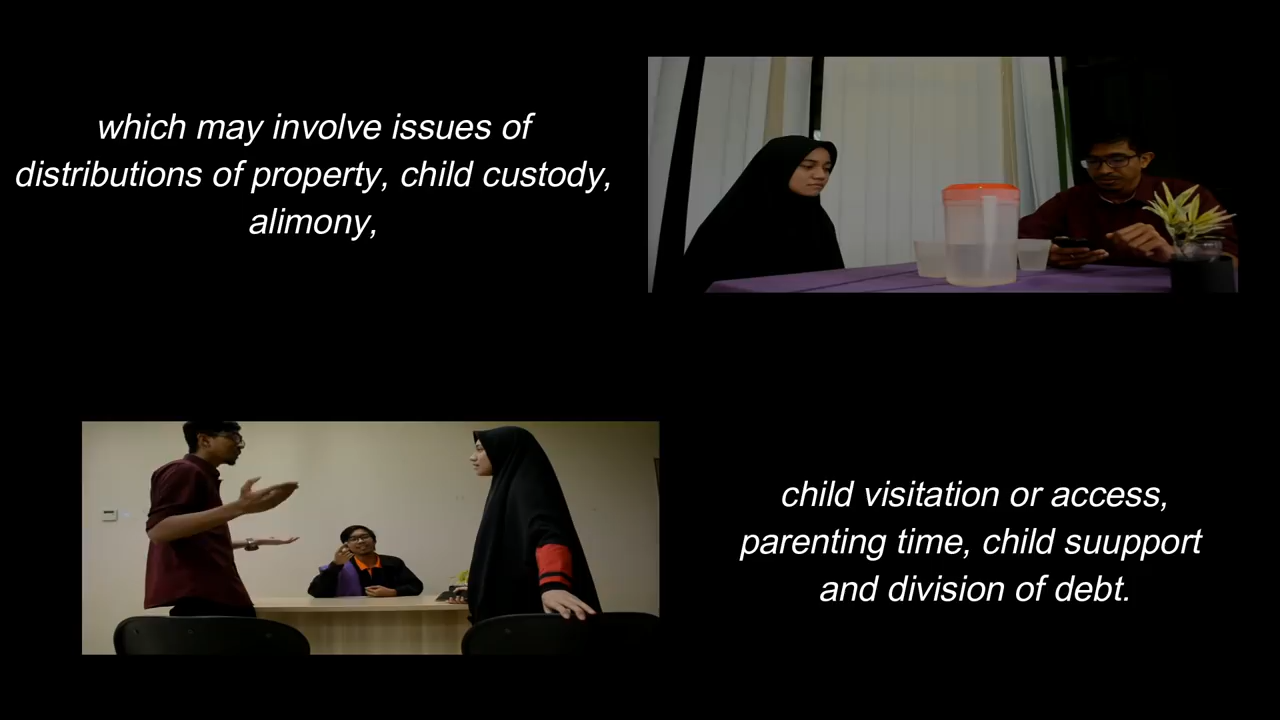 which may involve issues of
distributions of property, child custody,
alimony,
child visitation or access,
parenting time, child suupport
and division of debt.